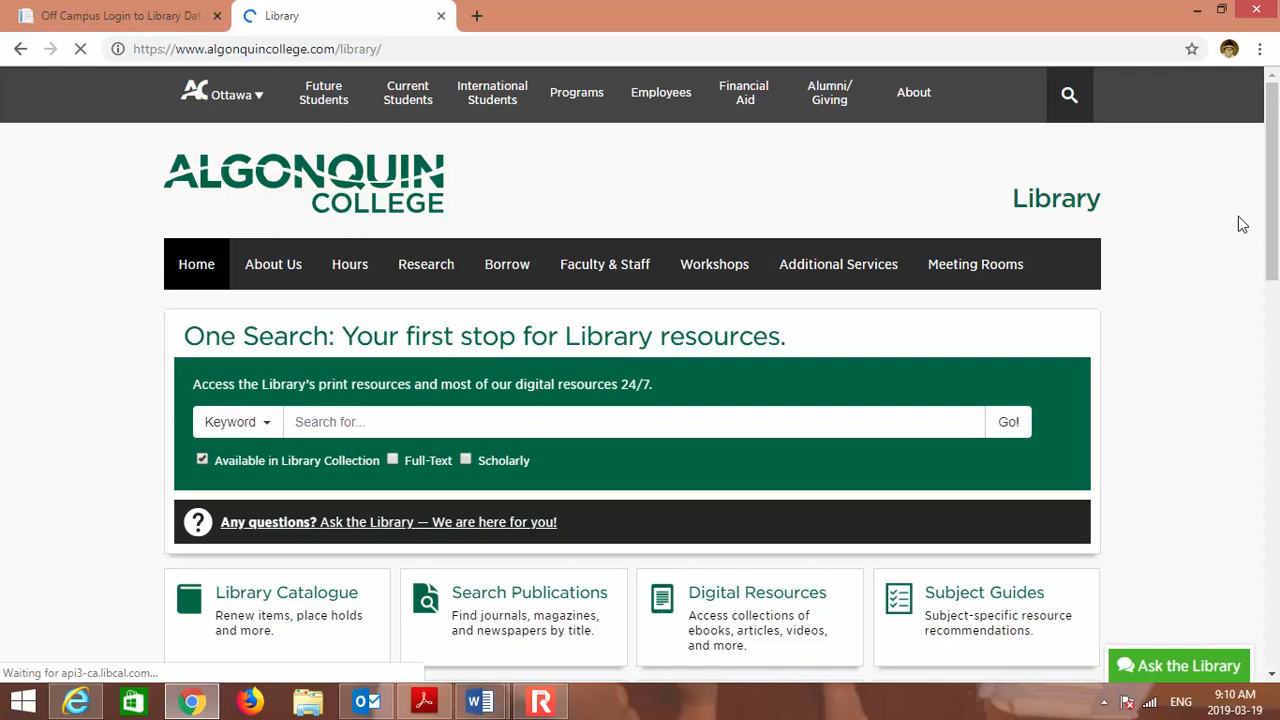 Off Campus Login to Library Dat
Library
https://www.algonquincollege.com/library/
AC Ottawa
Future Students
Current Students
International Students
Programs
Employees
Financial Aid
Alumni/ Giving
About
ALGONQUIN
COLLEGE
Library
Home About Us Hours Research Borrow Faculty & Staff Workshops Additional Services Meeting Rooms
One Search: Your first stop for Library resources.
Access the Library's print resources and most of our digital resources 24/7.
Keyword Search for... Go!
Available in Library Collection Full-Text Scholarly
? Any questions? Ask the Library — We are here for you!
Library Catalogue
Renew items, place holds
and more.
Search Publications
Find journals, magazines,
and newspapers by title.
Digital Resources
Access collections of
ebooks, articles, videos,
and more.
Subject Guides
Subject-specific resource
recommendations.
Ask the Library
Waiting for api3-ca.libcal.com...
ENG
9:10 AM
2019-03-19